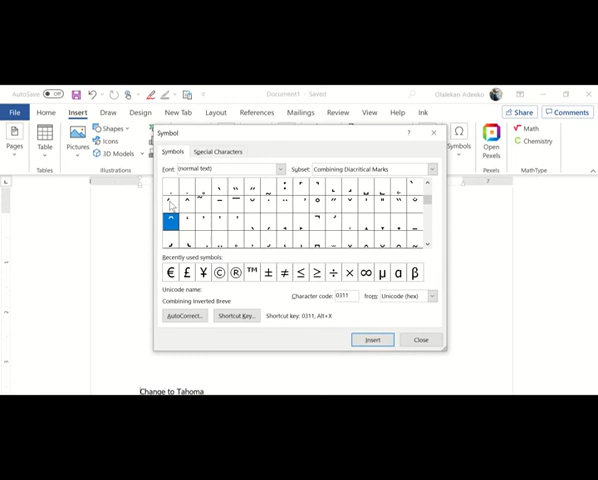 AutoSave Off Document1 - Saved Olalekan Adeeko
File Home Insert Draw Design New Tab Layout References Mailings Review View Help Ink Share Comments
Pages Table Pictures Shapes Icons 3D Models Symbols Open Pexels Math Chemistry
Tables Illustrations Pexels MathType
Symbol
Symbols Special Characters
Font: (normal text) Subset: Combining Diacritical Marks
Recently used symbols:
€ £ ¥ © ® ™ ± ≠ ≤ ≥ ÷ × ∞ µ α β
Unicode name:
Combining Inverted Breve
Character code: 0311 from: Unicode (hex)
AutoCorrect... Shortcut Key... Shortcut key: 0311, Alt+X
Insert Close
Change to Tahoma